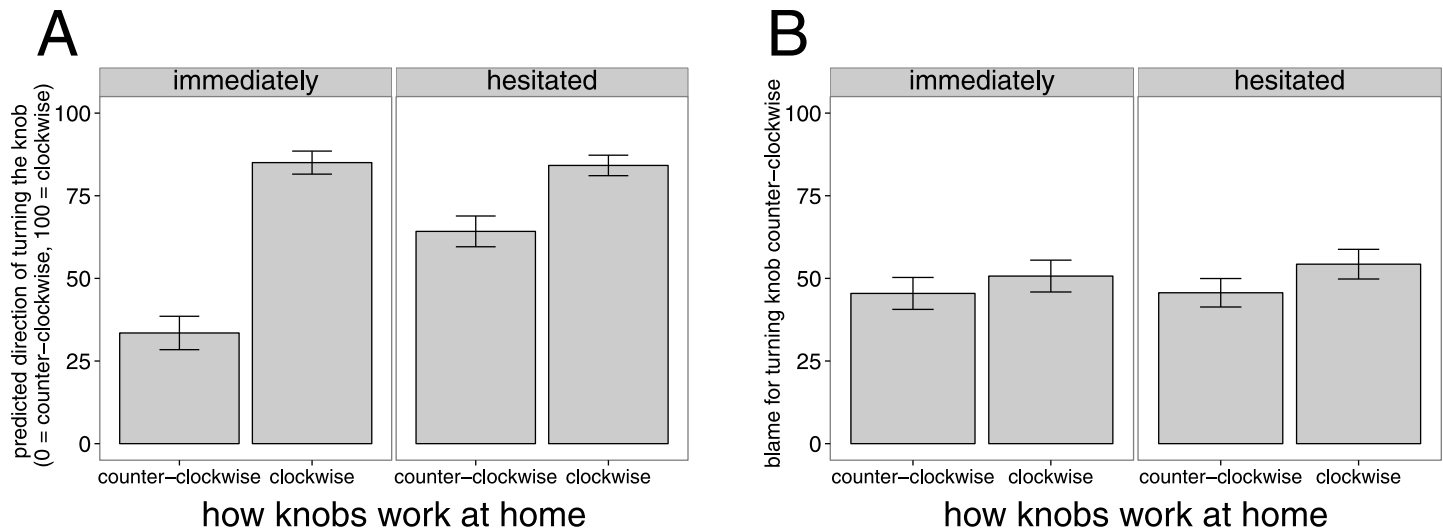 A
predicted direction of turning the knob
(0 = counter−clockwise, 100 = clockwise)
immediately
hesitated
100
75
50
25
0
counter−clockwise
clockwise
counter−clockwise
clockwise
how knobs work at home
B
blame for turning knob counter−clockwise
immediately
hesitated
100
75
50
25
0
counter−clockwise
clockwise
counter−clockwise
clockwise
how knobs work at home